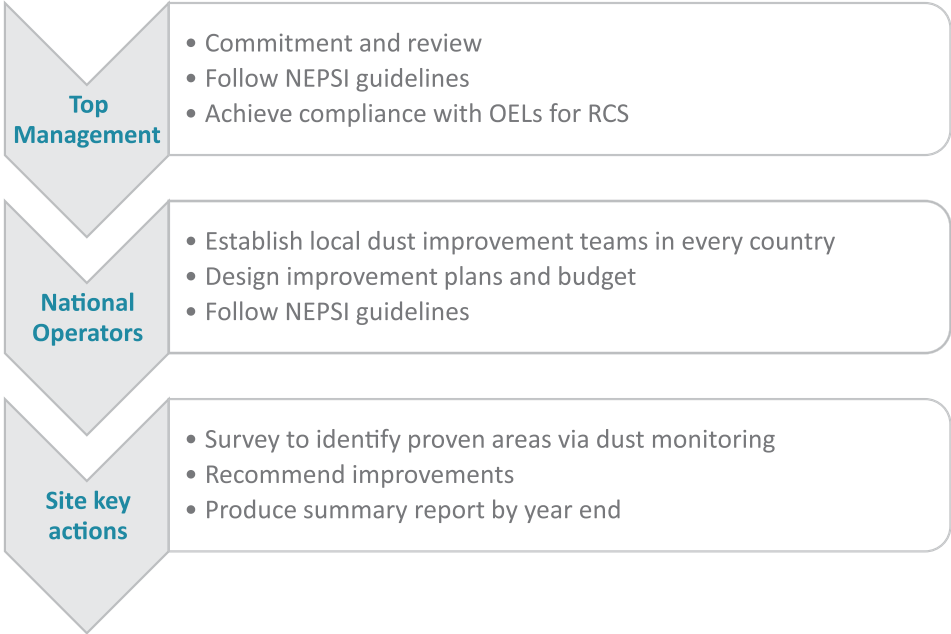 Top
Management
• Commitment and review
• Follow NEPSI guidelines
• Achieve compliance with OELs for RCS
National
Operators
• Establish local dust improvement teams in every country
• Design improvement plans and budget
• Follow NEPSI guidelines
Site key
actions
• Survey to identify proven areas via dust monitoring
• Recommend improvements
• Produce summary report by year end